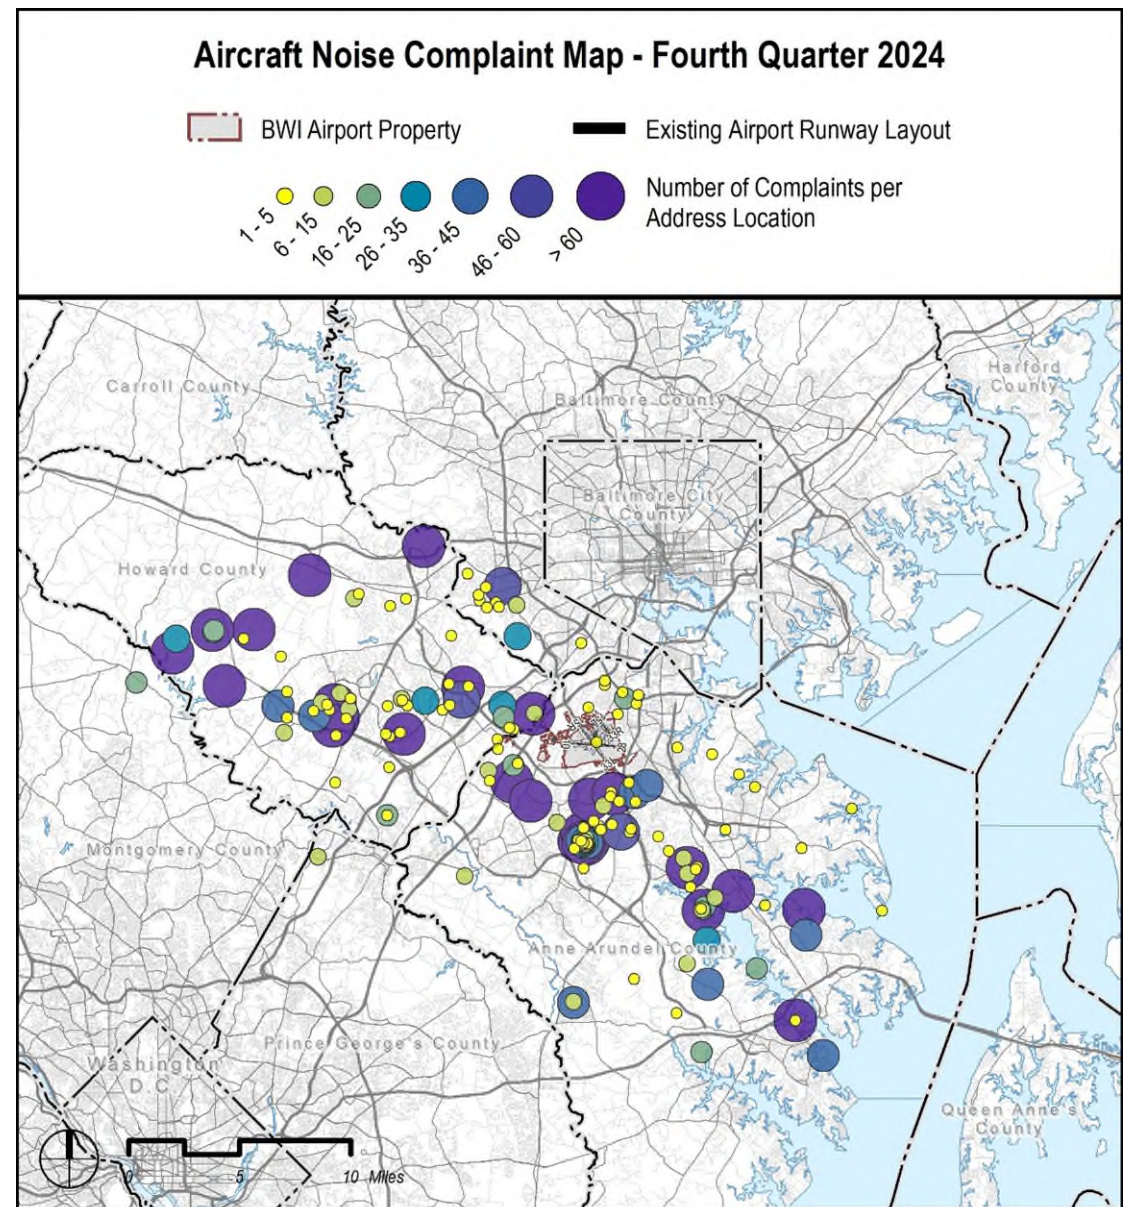 Aircraft Noise Complaint Map - Fourth Quarter 2024
BWI Airport Property
Existing Airport Runway Layout
1 - 5
6 - 15
16 - 25
26 - 35
36 - 45
46 - 60
> 60
Number of Complaints per
Address Location
Harford
County
Carroll County
Baltimore County
Baltimore City
County
Howard County
28
Montgomery County
Anne Arundel County
Prince George's County
Washington
D.C
Queen Anne's
County
0
5
10 Miles